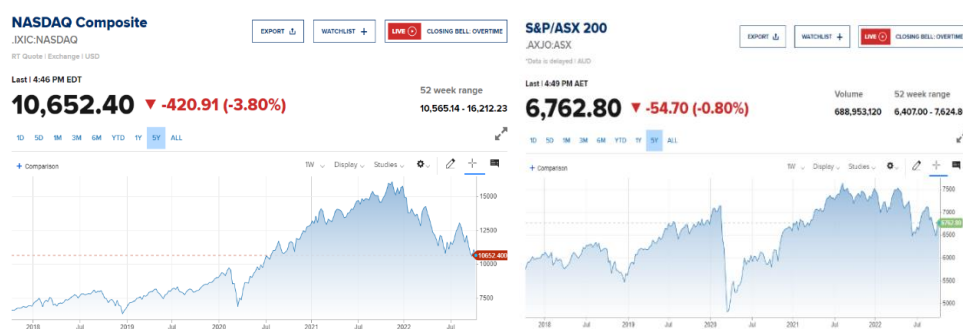 NASDAQ Composite
.IXIC:NASDAQ
RT Quote | Exchange | USD
EXPORT
WATCHLIST +
LIVE CLOSING BELL: OVERTIME
Last | 4:46 PM EDT
10,652.40 ▼ -420.91 (-3.80%)
52 week range
10,565.14 - 16,212.23
1D 5D 1M 3M 6M YTD 1Y 5Y ALL
+ Comparison
1W Display Studies
15000
12500
10652.400
10000
7500
2018 Jul 2019 Jul 2020 Jul 2021 Jul 2022 Jul
S&P/ASX 200
.AXJO:ASX
*Data is delayed | AUD
EXPORT
WATCHLIST +
LIVE CLOSING BELL: OVERTIME
Last | 4:49 PM AET
6,762.80 ▼ -54.70 (-0.80%)
Volume
688,953,120
52 week range
6,407.00 - 7,624.8
1D 5D 1M 3M 6M YTD 1Y 5Y ALL
+ Comparison
1W Display Studies
7500
7000
6762.80
6500
6000
5500
5000
2018 Jul 2019 Jul 2020 Jul 2021 Jul 2022 Jul